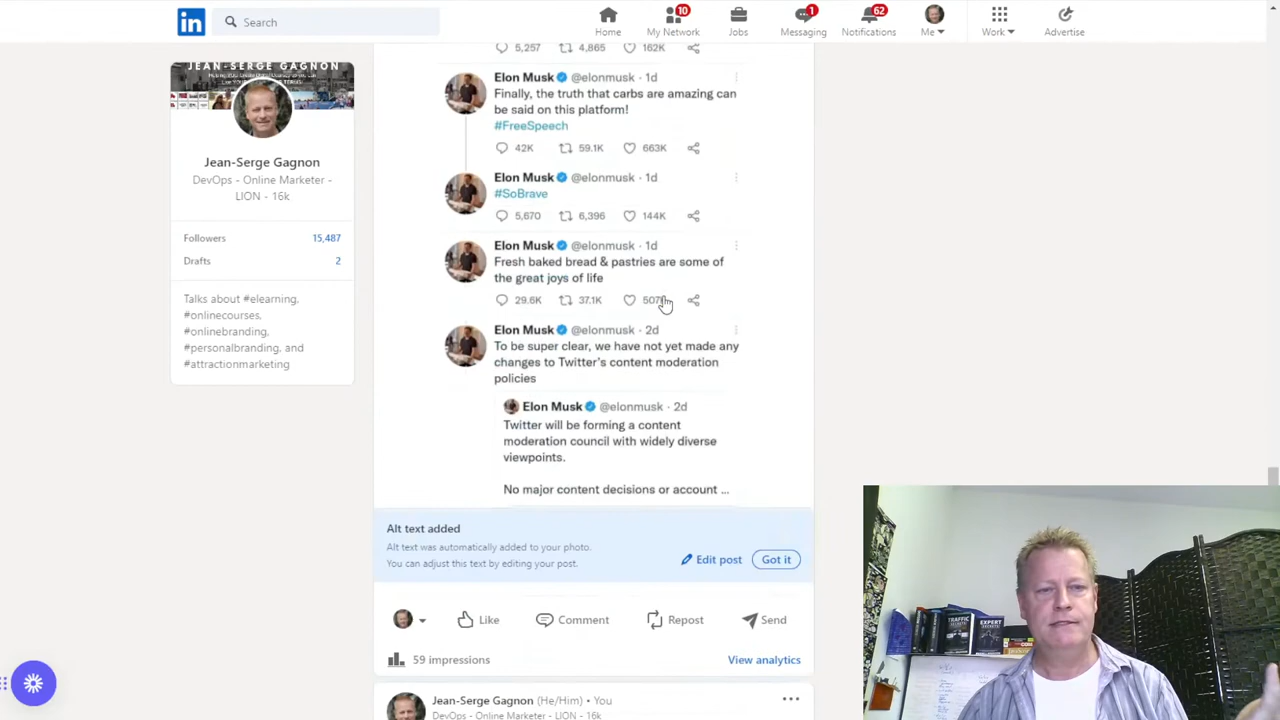 in
Search
10
1
62
Home
My Network
Jobs
Messaging
Notifications
Me
Work
Advertise
JEAN-SERGE GAGNON
Jean-Serge Gagnon
DevOps - Online Marketer -
LION - 16k
Followers 15,487
Drafts 2
Talks about #elearning,
#onlinecourses,
#onlinebranding,
#personalbranding, and
#attractionmarketing
5,257 4,865 162K
Elon Musk @elonmusk · 1d
Finally, the truth that carbs are amazing can
be said on this platform!
#FreeSpeech
42K 59.1K 663K
Elon Musk @elonmusk · 1d
#SoBrave
5,670 6,396 144K
Elon Musk @elonmusk · 1d
Fresh baked bread & pastries are some of
the great joys of life
29.6K 37.1K
Elon Musk @elonmusk · 2d
To be super clear, we have not yet made any
changes to Twitter's content moderation
policies
Elon Musk @elonmusk · 2d
Twitter will be forming a content
moderation council with widely diverse
viewpoints.
No major content decisions or account ...
Alt text added
Alt text was automatically added to your photo.
You can adjust this text by editing your post.
Edit post
Got it
Like
Comment
Repost
Send
59 impressions
View analytics
Jean-Serge Gagnon (He/Him) • You
DevOps - Online Marketer - LION - 16k
TRAFFIC
SECRETS
EXPERT
SECRETS